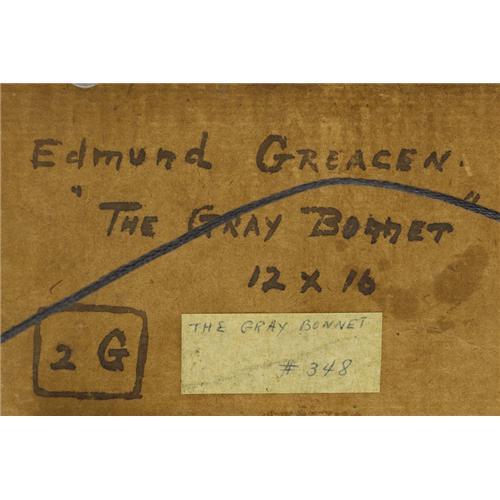 Edmund GREACEN.
"THE GRAY BONNET"
12 x 16
2 G
THE GRAY BONNET
# 348